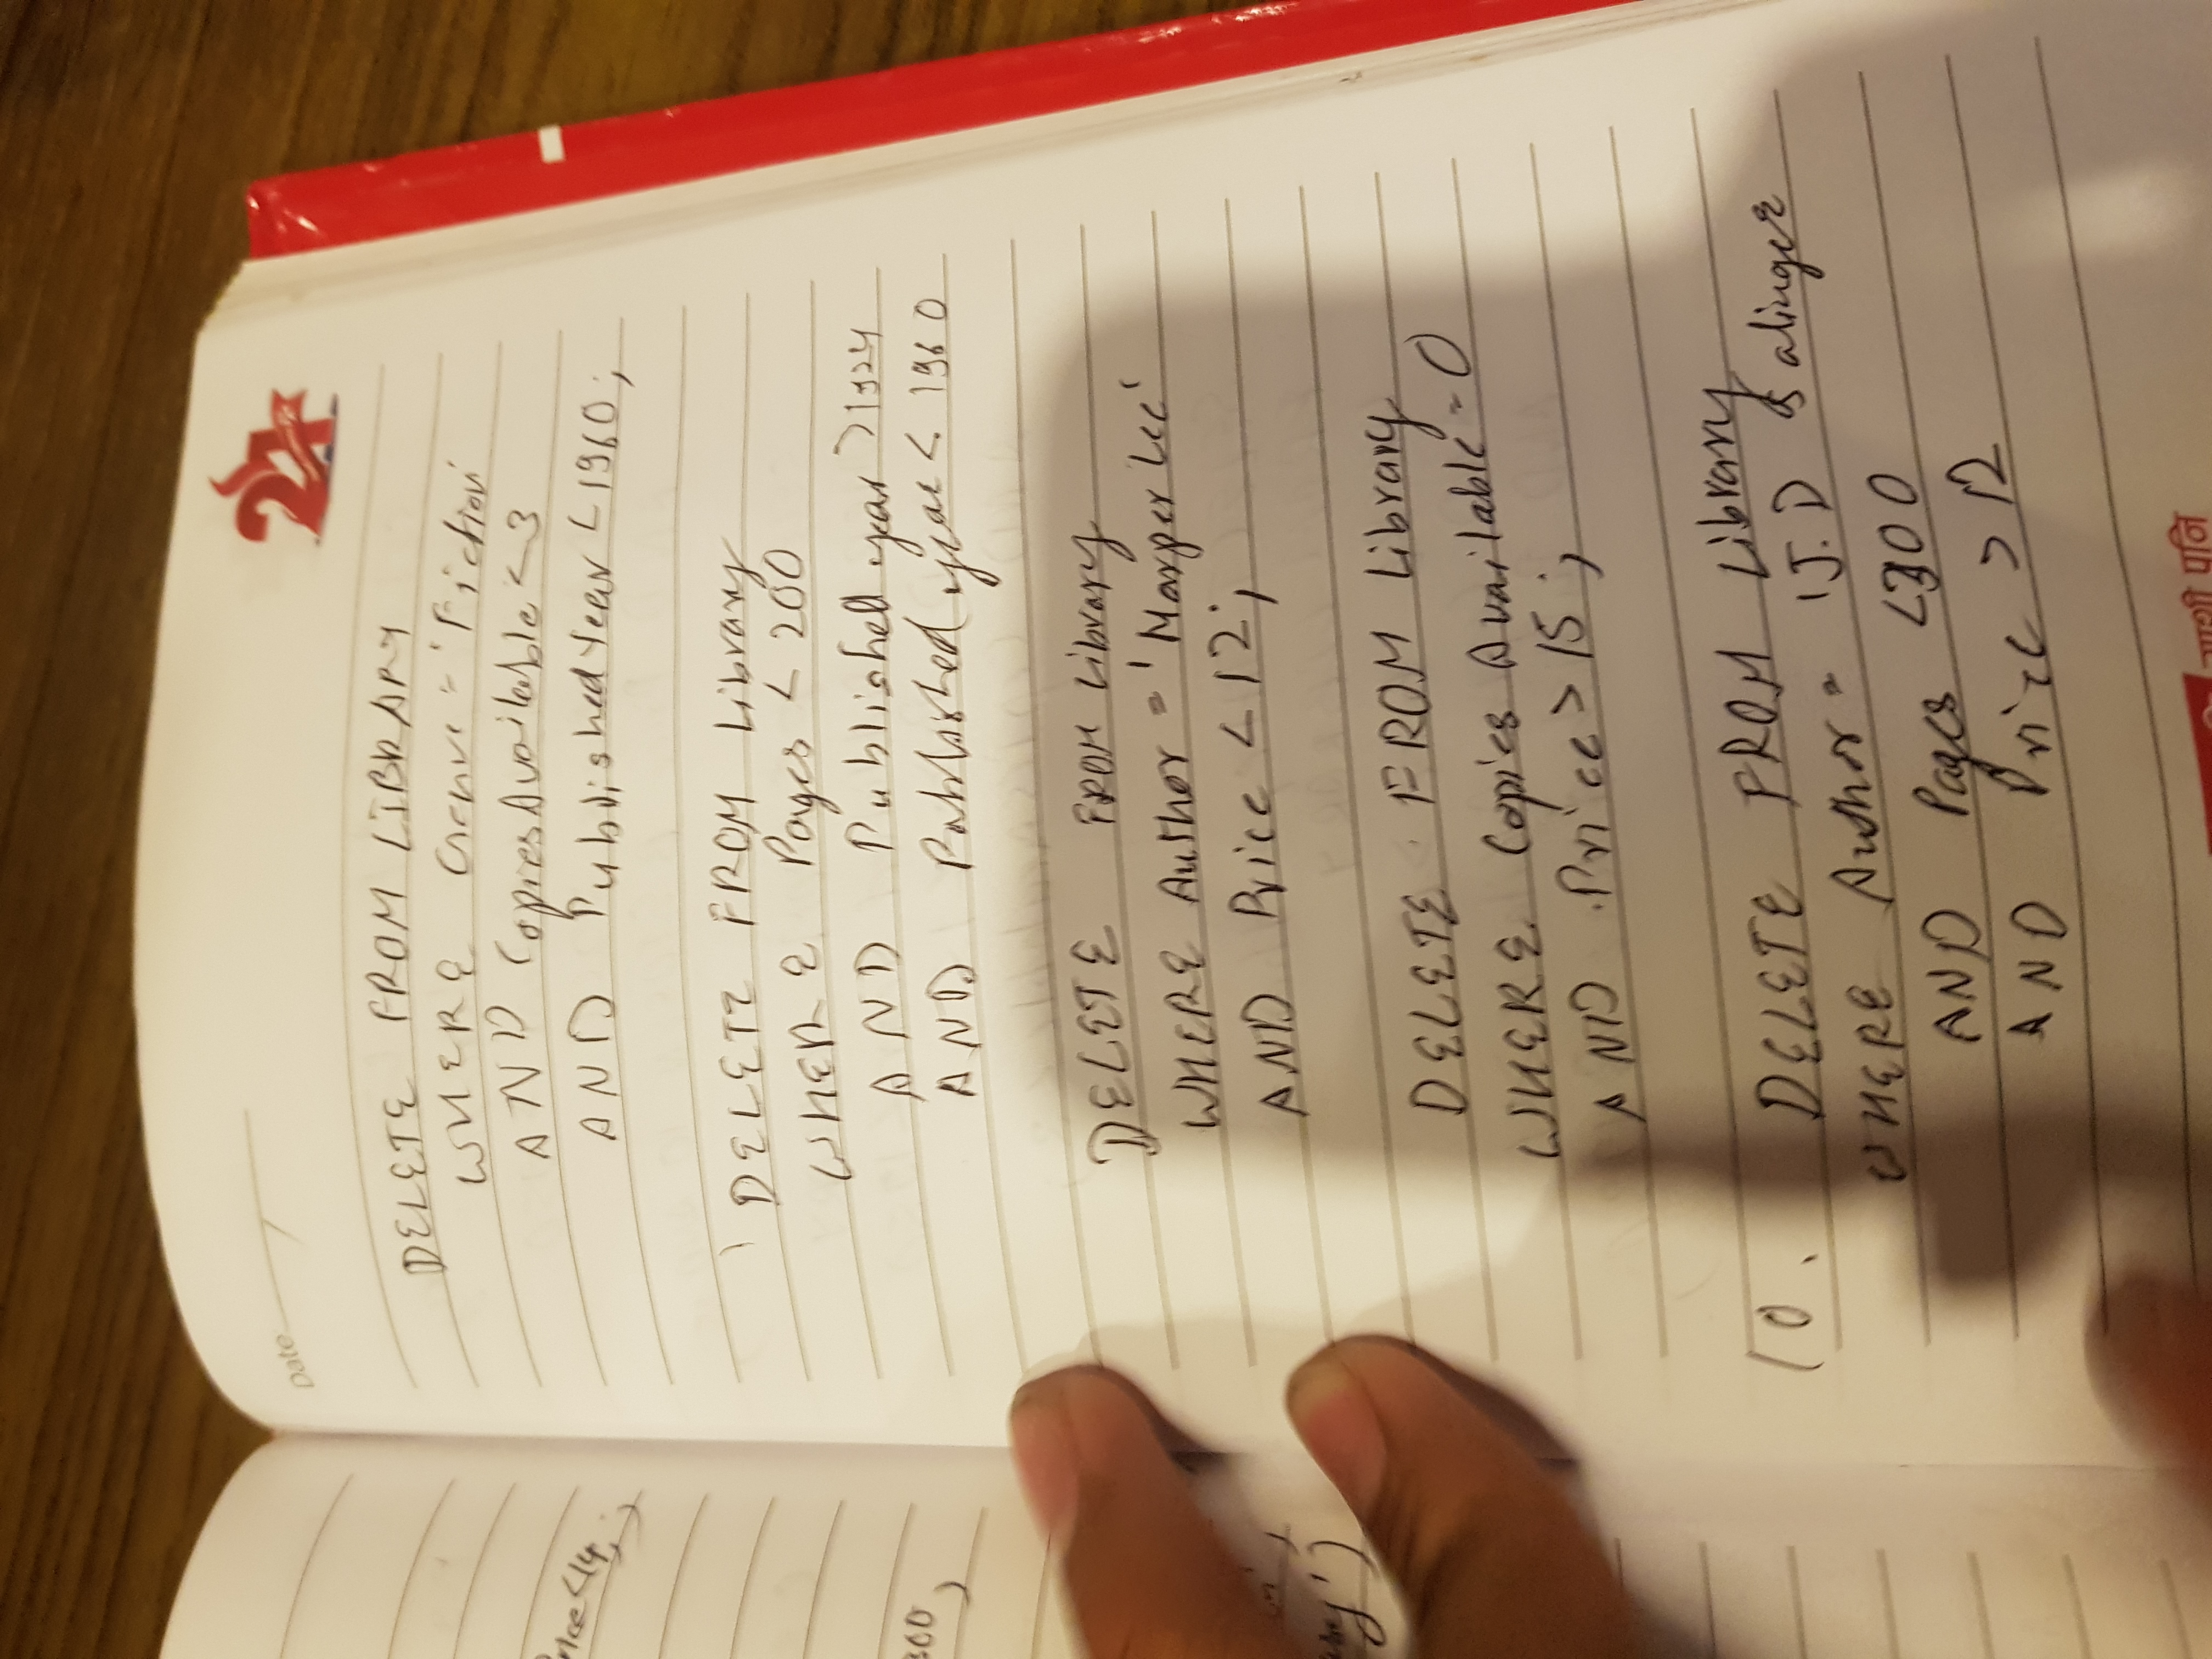 Date
24
DELETE FROM LIBRARY
WHERE Genre = 'Fiction'
AND CopiesAvailable < 3
AND PublishedYear < 1960;
DELETE FROM Library
WHERE Pages < 200
AND Published year > 1924
AND Published year < 1960
DELETE FROM Library
WHERE Author = 'Harper Lee'
AND Price < 12;
DELETE FROM Library
WHERE Copies Available = 0
AND Price > 15;
10. DELETE FROM Library
WHERE Author = 'J.D Salinger
AND Pages < 300
AND Price > 12
Price < 14;
300
साथी पनि